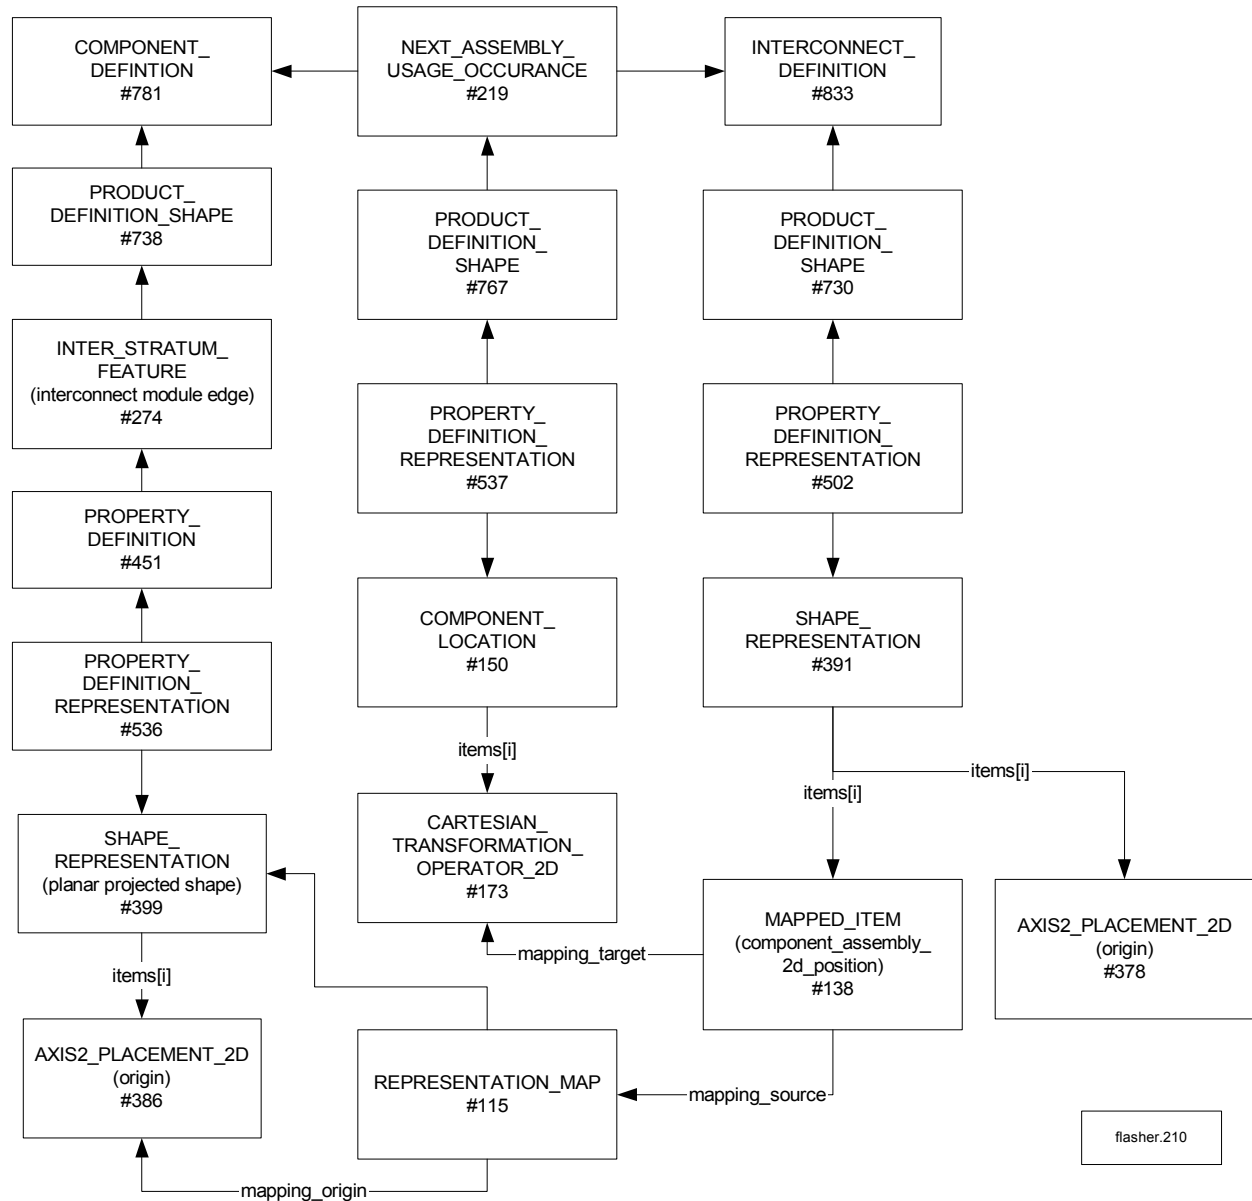 COMPONENT_
DEFINTION
#781
NEXT_ASSEMBLY_
USAGE_OCCURANCE
#219
INTERCONNECT_
DEFINITION
#833
PRODUCT_
DEFINITION_SHAPE
#738
PRODUCT_
DEFINITION_
SHAPE
#767
PRODUCT_
DEFINITION_
SHAPE
#730
INTER_STRATUM_
FEATURE
(interconnect module edge)
#274
PROPERTY_
DEFINITION_
REPRESENTATION
#537
PROPERTY_
DEFINITION_
REPRESENTATION
#502
PROPERTY_
DEFINITION
#451
COMPONENT_
LOCATION
#150
SHAPE_
REPRESENTATION
#391
PROPERTY_
DEFINITION_
REPRESENTATION
#536
items[i]
items[i]
items[i]
SHAPE_
REPRESENTATION
(planar projected shape)
#399
CARTESIAN_
TRANSFORMATION_
OPERATOR_2D
#173
MAPPED_ITEM
(component_assembly_
2d_position)
#138
AXIS2_PLACEMENT_2D
(origin)
#378
mapping_target
items[i]
AXIS2_PLACEMENT_2D
(origin)
#386
REPRESENTATION_MAP
#115
mapping_source
flasher.210
mapping_origin